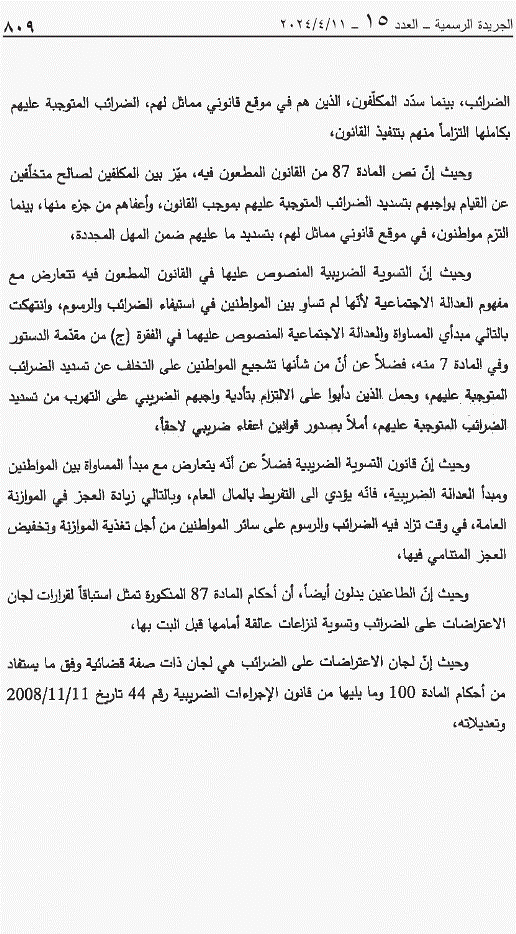 الجريدة الرسمية ـ العدد ١٥ ـ ٢٠٢٤/٤/١١
٨٠٩
الضرائب، بينما سدّد المكلّفون، الذين هم في موقع قانوني مماثل لهم، الضرائب المتوجبة عليهم
بكاملها التزاماً منهم بتنفيذ القانون،
وحيث إنّ نص المادة 87 من القانون المطعون فيه، ميّز بين المكلفين لصالح متخلّفين
عن القيام بواجبهم بتسديد الضرائب المتوجبة عليهم بموجب القانون، وأعفاهم من جزء منها، بينما
التزم مواطنون، في موقع قانوني مماثل لهم، بتسديد ما عليهم ضمن المهل المحددة،
وحيث إنّ التسوية الضريبية المنصوص عليها في القانون المطعون فيه تتعارض مع
مفهوم العدالة الاجتماعية لأنّها لم تساوِ بين المواطنين في استيفاء الضرائب والرسوم، وانتهكت
بالتالي مبدأي المساواة والعدالة الاجتماعية المنصوص عليهما في الفقرة (ج) من مقدّمة الدستور
وفي المادة 7 منه، فضلاً عن أنّ من شأنها تشجيع المواطنين على التخلف عن تسديد الضرائب
المتوجبة عليهم، وحمل الذين دأبوا على الالتزام بتأدية واجبهم الضريبي على التهرب من تسديد
الضرائب المتوجبة عليهم، أملاً بصدور قوانين اعفاء ضريبي لاحقاً،
وحيث إنّ قانون التسوية الضريبية فضلاً عن أنّه يتعارض مع مبدأ المساواة بين المواطنين
ومبدأ العدالة الضريبية، فانّه يؤدي الى التفريط بالمال العام، وبالتالي زيادة العجز في الموازنة
العامة، في وقت تزاد فيه الضرائب والرسوم على سائر المواطنين من أجل تغذية الموازنة وتخفيض
العجز المتنامي فيها،
وحيث إنّ الطاعنين يدلون أيضاً، أن أحكام المادة 87 المذكورة تمثل استباقاً لقرارات لجان
الاعتراضات على الضرائب وتسوية لنزاعات عالقة أمامها قبل البت بها،
وحيث إنّ لجان الاعتراضات على الضرائب هي لجان ذات صفة قضائية وفق ما يستفاد
من أحكام المادة 100 وما يليها من قانون الإجراءات الضريبية رقم 44 تاريخ 2008/11/11
وتعديلاته،